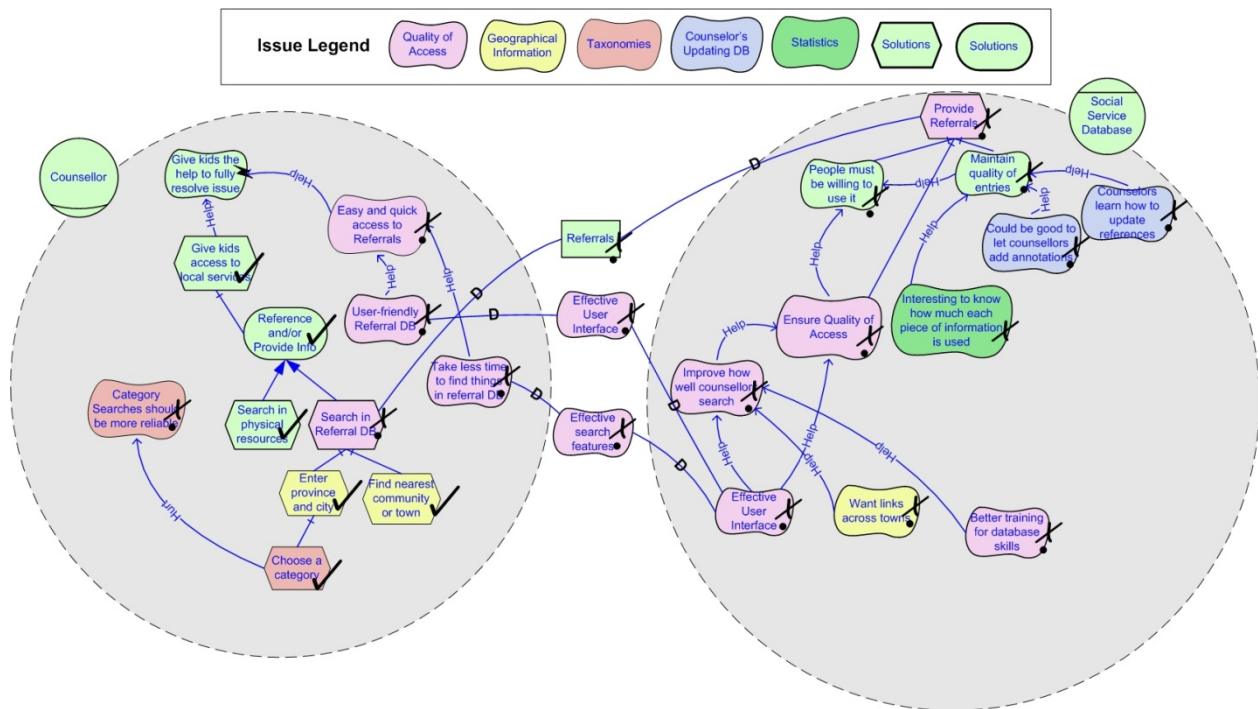 Issue Legend
Quality of
Access
Geographical
Information
Taxonomies
Counselor's
Updating DB
Statistics
Solutions
Solutions
Counsellor
Give kids the
help to fully
resolve issue
Help
Easy and quick
access to
Referrals
Help
Give kids
access to
local services
Help
Help
User-friendly
Referral DB
D
Reference
and/or
Provide Info
Take less time
to find things
in referral DB
D
D
Category
Searches should
be more reliable
Search in
physical
resources
Search in
Referral DB
Enter
province
and city
Find nearest
community
or town
Hurt
Choose a
category
Referrals
Effective
User
Interface
Effective
search
features
D
D
D
Social
Service
Database
Provide
Referrals
People must
be willing to
use it
Help
Maintain
quality of
entries
Help
Help
Counselors
learn how to
update
references
Could be good to
let counsellors
add annotations
Help
Help
Interesting to know
how much each
piece of information
is used
Ensure Quality of
Access
Help
Improve how
well counsellor
search
Help
Help
Help
Help
Effective
User
Interface
Want links
across towns
Better training
for database
skills